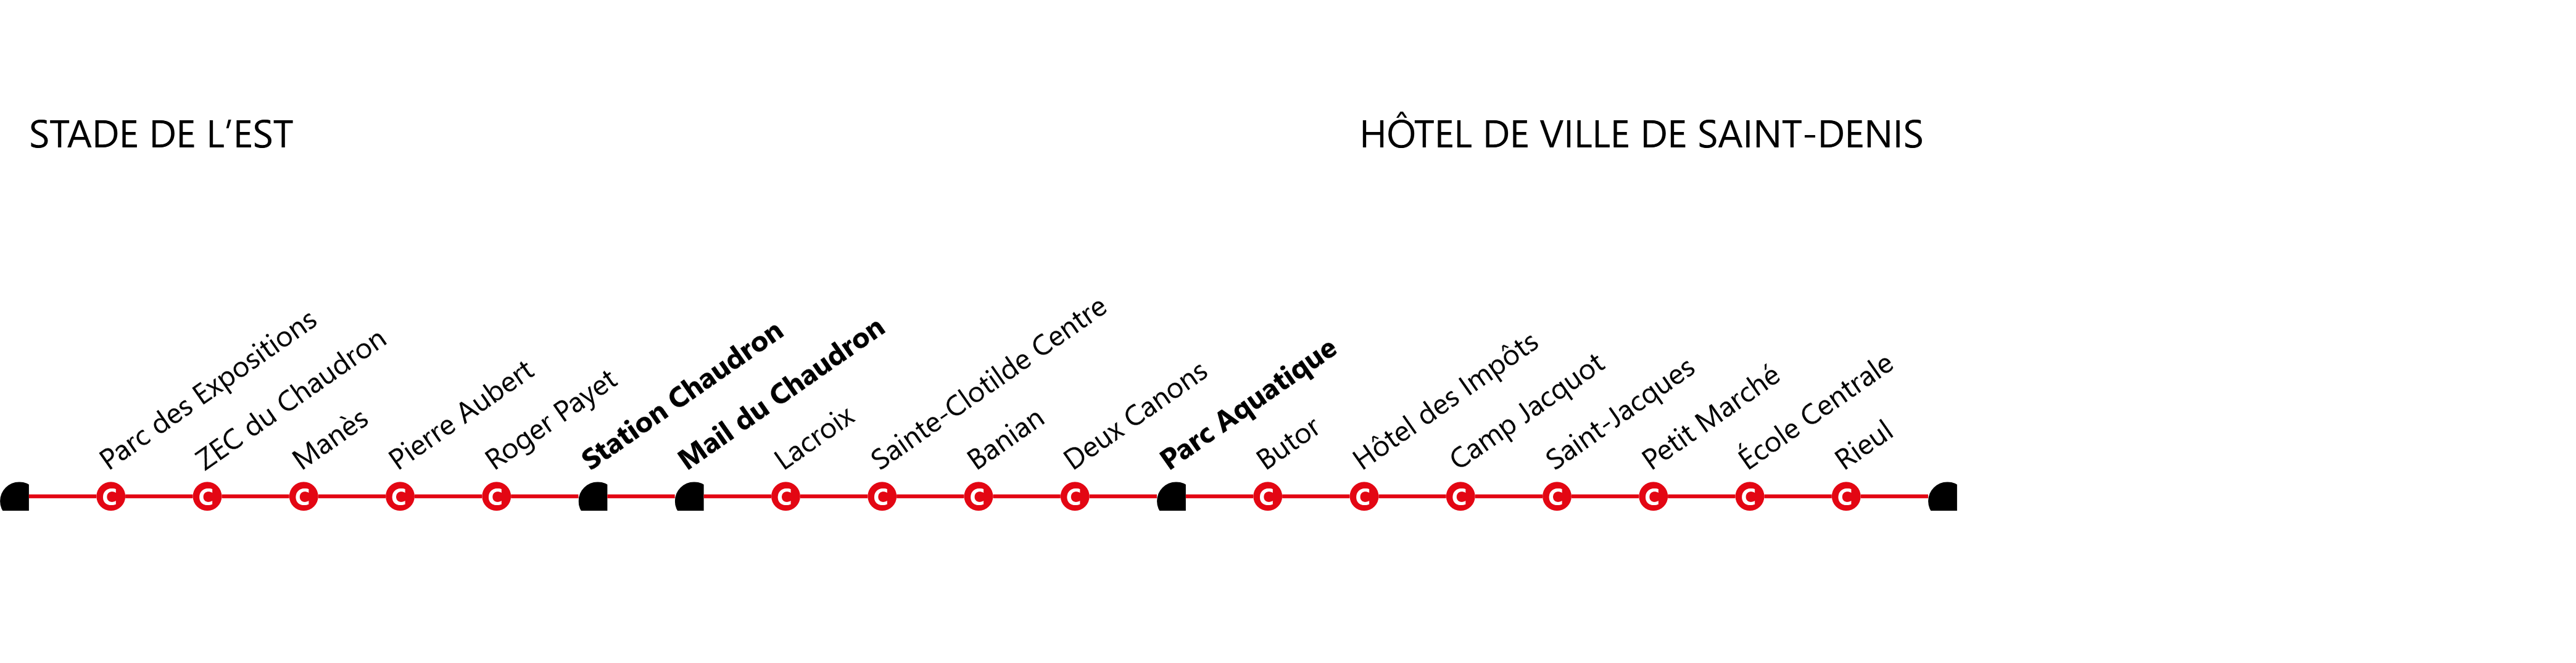 STADE DE L’EST
HÔTEL DE VILLE DE SAINT-DENIS
Parc des Expositions
ZEC du Chaudron
Manès
Pierre Aubert
Roger Payet
Station Chaudron
Mail du Chaudron
Lacroix
Sainte-Clotilde Centre
Banian
Deux Canons
Parc Aquatique
Butor
Hôtel des Impôts
Camp Jacquot
Saint-Jacques
Petit Marché
École Centrale
Rieul
C C C C C C C C C C C C C C C C